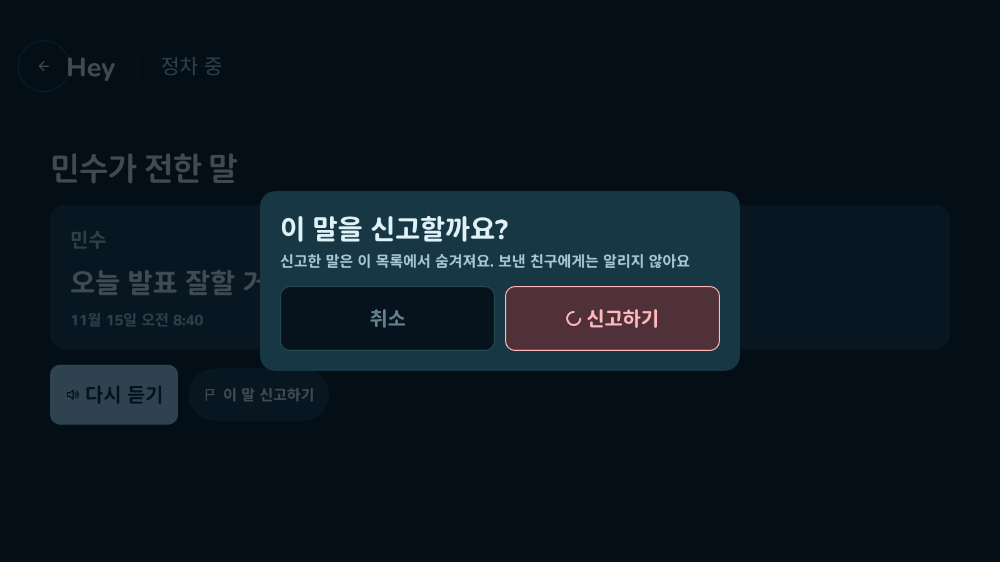 Hey
정차 중
민수가 전한 말
민수
오늘 발표 잘할
11월 15일 오전 8:40
이 말을 신고할까요?
신고한 말은 이 목록에서 숨겨져요. 보낸 친구에게는 알리지 않아요
취소
신고하기
다시 듣기
이 말 신고하기